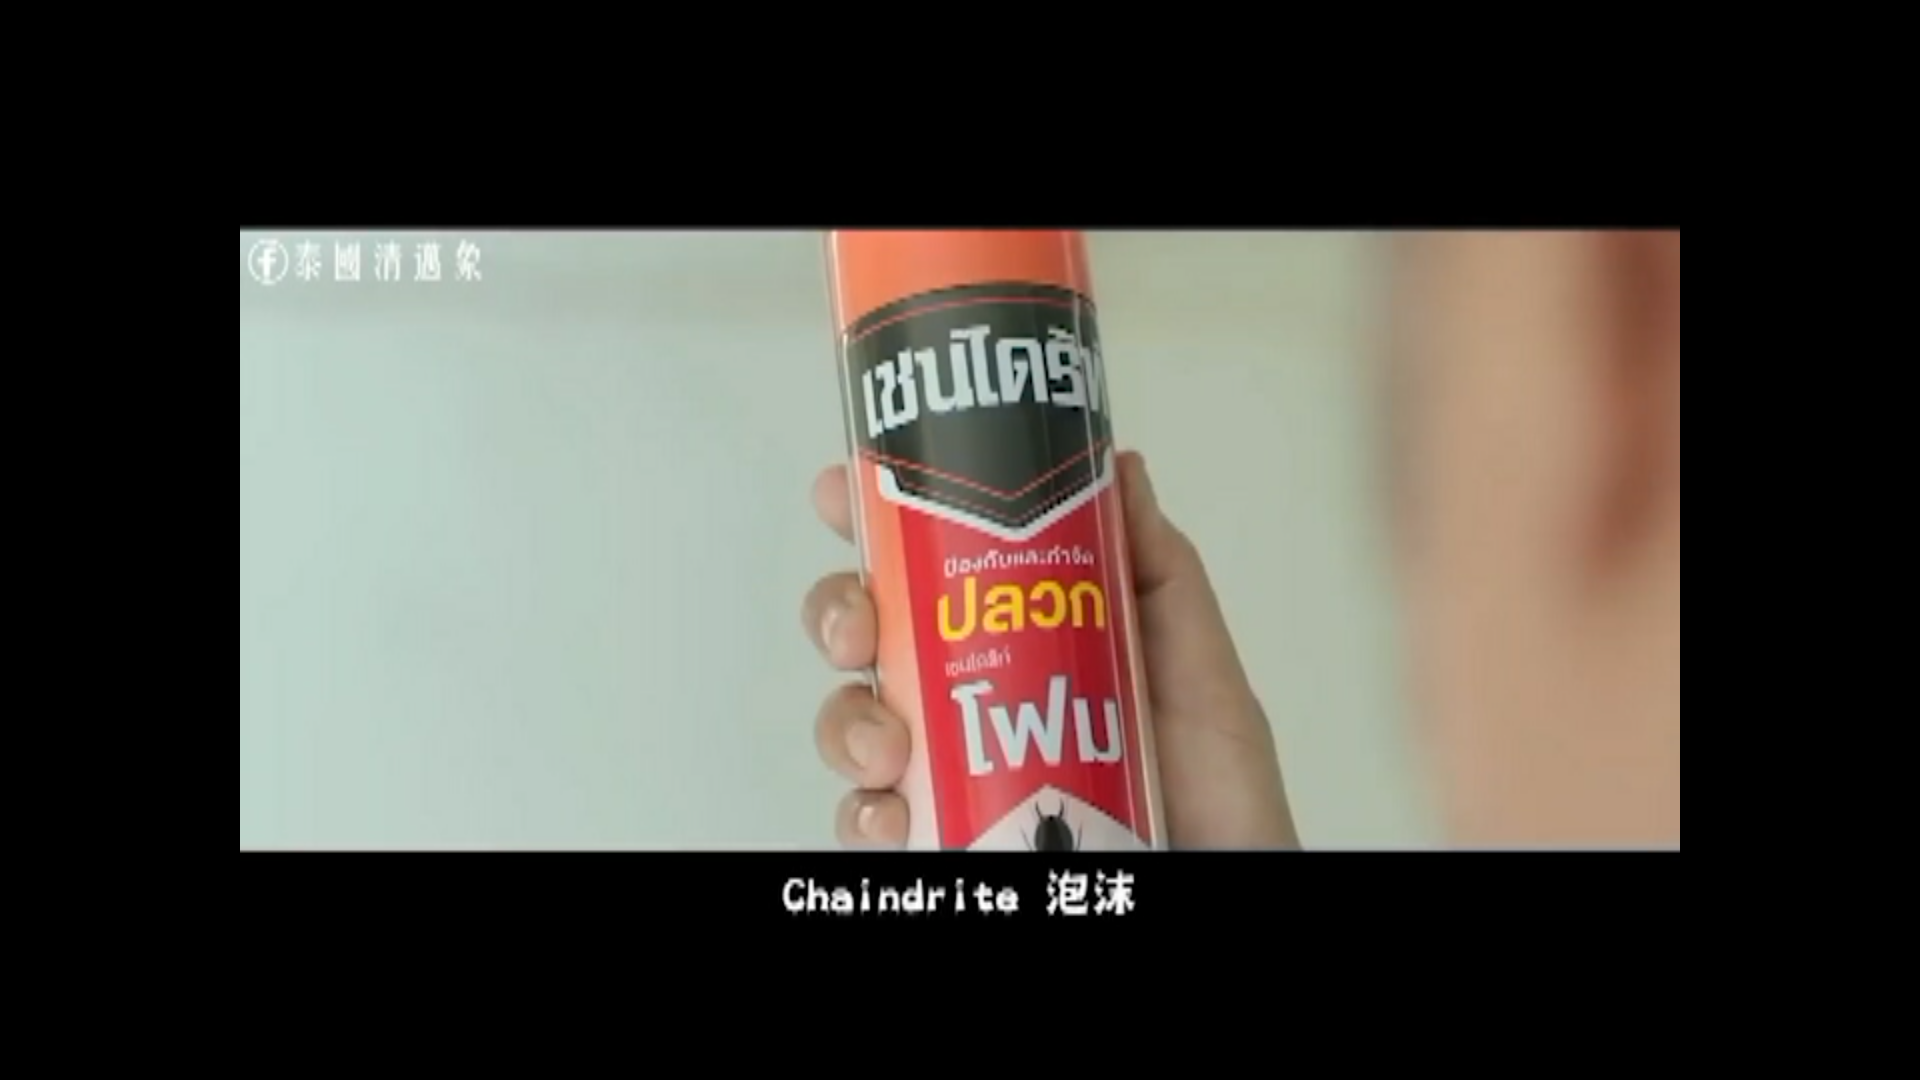 泰國清邁象
เชนไดร้ท์
ป้องกันและกำจัด
ปลวก
เชนไดร้ท์
โฟม
Chaindrite 泡沫